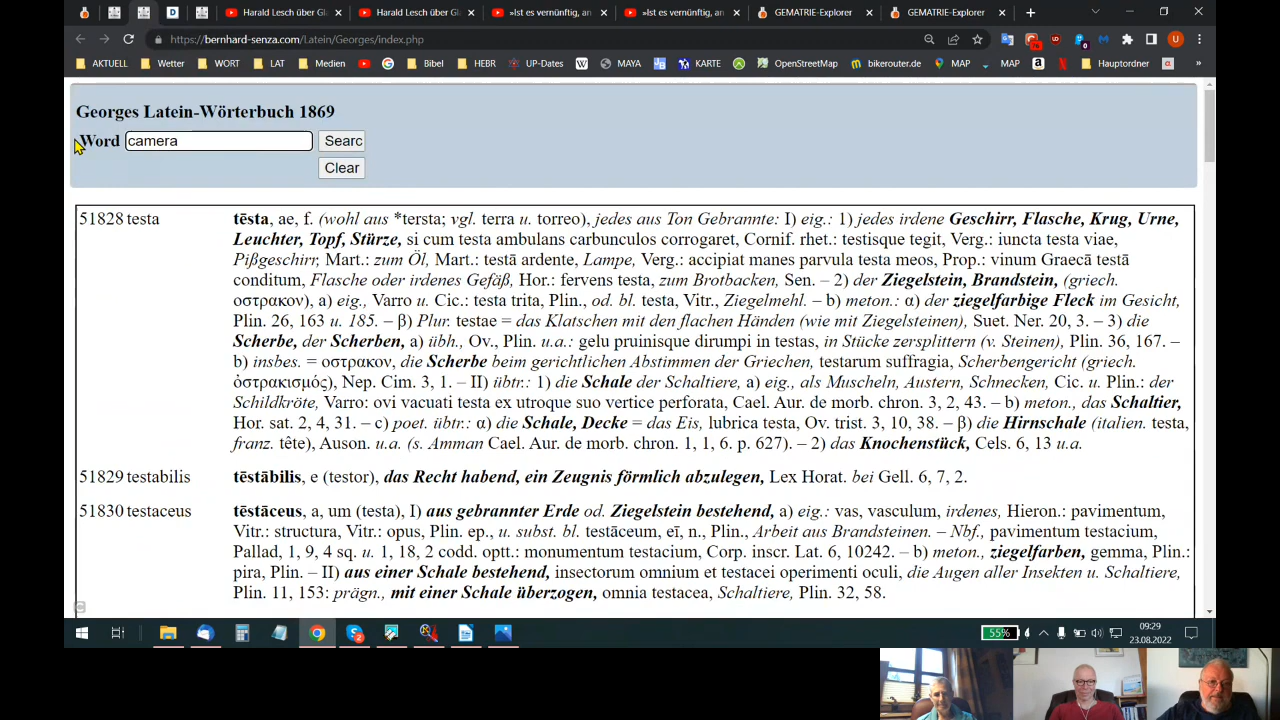 Harald Lesch über Gl
Harald Lesch über Gl
»Ist es vernünftig, an
»Ist es vernünftig, an
GEMATRIE-Explorer
GEMATRIE-Explorer
https://bernhard-senza.com/Latein/Georges/index.php
AKTUELL Wetter WORT LAT Medien Bibel HEBR UP-Dates MAYA KARTE OpenStreetMap bikerouter.de MAP MAP Hauptordner »
Georges Latein-Wörterbuch 1869
Word camera Searc
Clear
51828 testa tēsta, ae, f. (wohl aus *tersta; vgl. terra u. torreo), jedes aus Ton Gebrannte: I) eig.: 1) jedes irdene Geschirr, Flasche, Krug, Urne,
Leuchter, Topf, Stürze, si cum testa ambulans carbunculos corrogaret, Cornif. rhet.: testisque tegit, Verg.: iuncta testa viae,
Pißgeschirr, Mart.: zum Öl, Mart.: testā ardente, Lampe, Verg.: accipiat manes parvula testa meos, Prop.: vinum Graecā testā
conditum, Flasche oder irdenes Gefäß, Hor.: fervens testa, zum Brotbacken, Sen. – 2) der Ziegelstein, Brandstein, (griech.
οστρακον), a) eig., Varro u. Cic.: testa trita, Plin., od. bl. testa, Vitr., Ziegelmehl. – b) meton.: α) der ziegelfarbige Fleck im Gesicht,
Plin. 26, 163 u. 185. – β) Plur. testae = das Klatschen mit den flachen Händen (wie mit Ziegelsteinen), Suet. Ner. 20, 3. – 3) die
Scherbe, der Scherben, a) übh., Ov., Plin. u.a.: gelu pruinisque dirumpi in testas, in Stücke zersplittern (v. Steinen), Plin. 36, 167. –
b) insbes. = οστρακον, die Scherbe beim gerichtlichen Abstimmen der Griechen, testarum suffragia, Scherbengericht (griech.
ὀστρακισμός), Nep. Cim. 3, 1. – II) übtr.: 1) die Schale der Schaltiere, a) eig., als Muscheln, Austern, Schnecken, Cic. u. Plin.: der
Schildkröte, Varro: ovi vacuati testa ex utroque suo vertice perforata, Cael. Aur. de morb. chron. 3, 2, 43. – b) meton., das Schaltier,
Hor. sat. 2, 4, 31. – c) poet. übtr.: α) die Schale, Decke = das Eis, lubrica testa, Ov. trist. 3, 10, 38. – β) die Hirnschale (italien. testa,
franz. tête), Auson. u.a. (s. Amman Cael. Aur. de morb. chron. 1, 1, 6. p. 627). – 2) das Knochenstück, Cels. 6, 13 u.a.
51829 testabilis tēstābilis, e (testor), das Recht habend, ein Zeugnis förmlich abzulegen, Lex Horat. bei Gell. 6, 7, 2.
51830 testaceus tēstāceus, a, um (testa), I) aus gebrannter Erde od. Ziegelstein bestehend, a) eig.: vas, vasculum, irdenes, Hieron.: pavimentum,
Vitr.: structura, Vitr.: opus, Plin. ep., u. subst. bl. testāceum, eī, n., Plin., Arbeit aus Brandsteinen. – Nbf., pavimentum testacium,
Pallad, 1, 9, 4 sq. u. 1, 18, 2 codd. optt.: monumentum testacium, Corp. inscr. Lat. 6, 10242. – b) meton., ziegelfarben, gemma, Plin.:
pira, Plin. – II) aus einer Schale bestehend, insectorum omnium et testacei operimenti oculi, die Augen aller Insekten u. Schaltiere,
Plin. 11, 153: prägn., mit einer Schale überzogen, omnia testacea, Schaltiere, Plin. 32, 58.
55% 09:29
23.08.2022